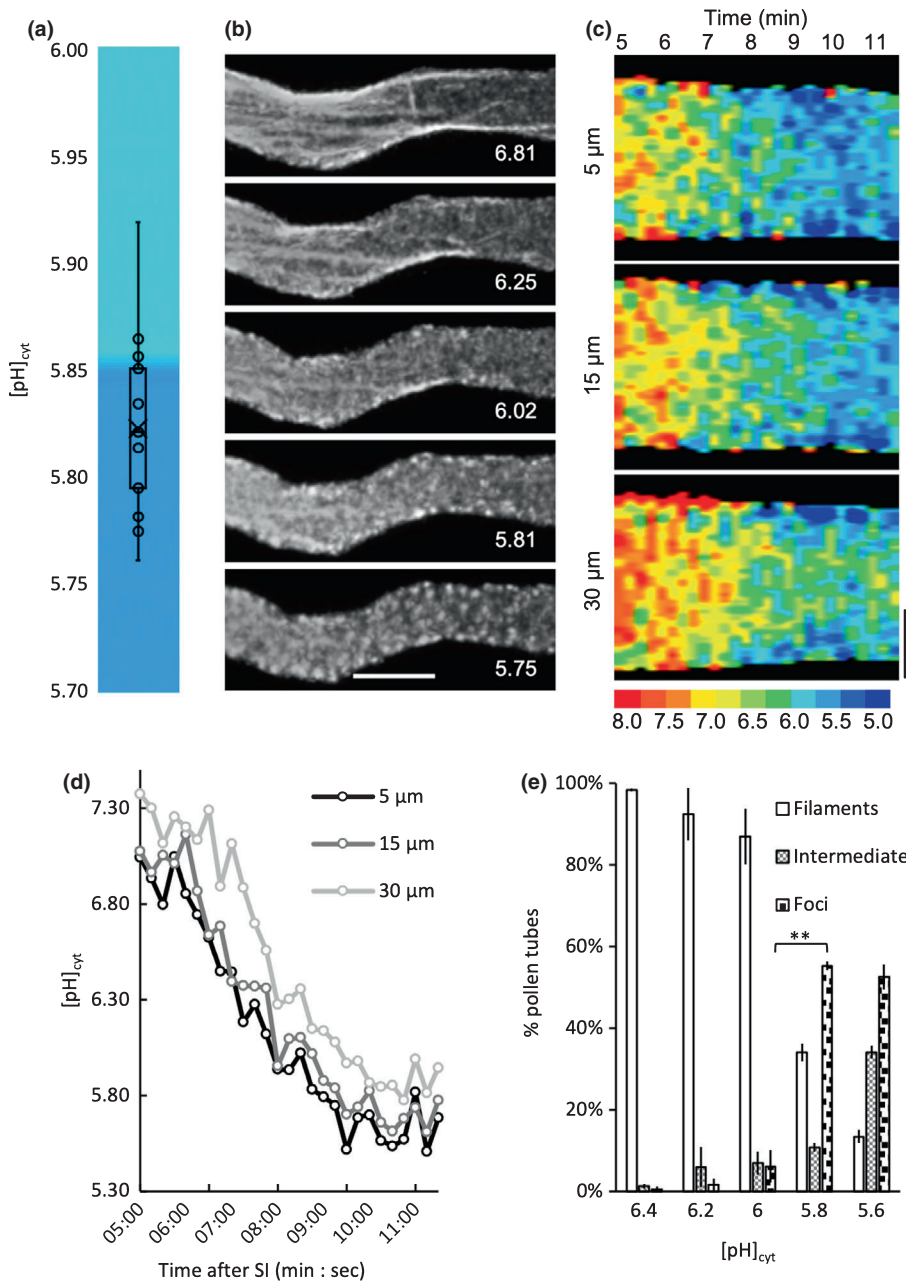 (a)
6.00
5.95
5.90
5.85
5.80
5.75
5.70
[pH]cyt
(b)
6.81
6.25
6.02
5.81
5.75
(c)
Time (min)
5 6 7 8 9 10 11
5 μm
15 μm
30 μm
8.0 7.5 7.0 6.5 6.0 5.5 5.0
(d)
7.30
6.80
6.30
5.80
5.30
[pH]cyt
5 μm
15 μm
30 μm
05:00 06:00 07:00 08:00 09:00 10:00 11:00
Time after SI (min : sec)
(e)
100%
80%
60%
40%
20%
0%
% pollen tubes
Filaments
Intermediate
Foci
**
6.4 6.2 6 5.8 5.6
[pH]cyt